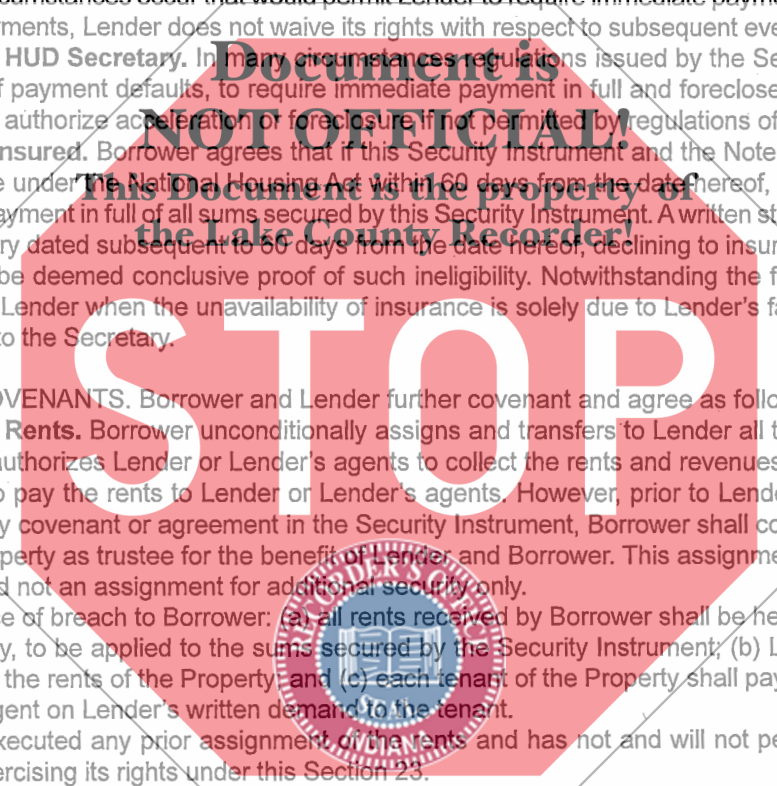 cumstances occur that would permit Lender to require immediate payme
ments, Lender does not waive its rights with respect to subsequent eve
HUD Secretary. In many circumstances regulations issued by the Se
f payment defaults, to require immediate payment in full and foreclose
authorize acceleration or foreclosure if not permitted by regulations of
nsured. Borrower agrees that if this Security Instrument and the Note
e under the National Housing Act within 60 days from the date hereof,
ayment in full of all sums secured by this Security Instrument. A written st
ry dated subsequent to 60 days from the date hereof, declining to insur
be deemed conclusive proof of such ineligibility. Notwithstanding the f
Lender when the unavailability of insurance is solely due to Lender's fa
to the Secretary.
Document is
NOT OFFICIAL!
This Document is the property of
the Lake County Recorder!
STOP
OVENANTS. Borrower and Lender further covenant and agree as follo
Rents. Borrower unconditionally assigns and transfers to Lender all t
authorizes Lender or Lender's agents to collect the rents and revenues
o pay the rents to Lender or Lender's agents. However, prior to Lende
y covenant or agreement in the Security Instrument, Borrower shall co
perty as trustee for the benefit of Lender and Borrower. This assignme
d not an assignment for additional security only.
se of breach to Borrower: (a) all rents received by Borrower shall be he
y, to be applied to the sums secured by the Security Instrument; (b) L
the rents of the Property; and (c) each tenant of the Property shall pay
gent on Lender's written demand to the tenant.
xecuted any prior assignment of the rents and has not and will not pe
ercising its rights under this Section 23.
RECORDER'S OFFICE
SEAL
INDIANA